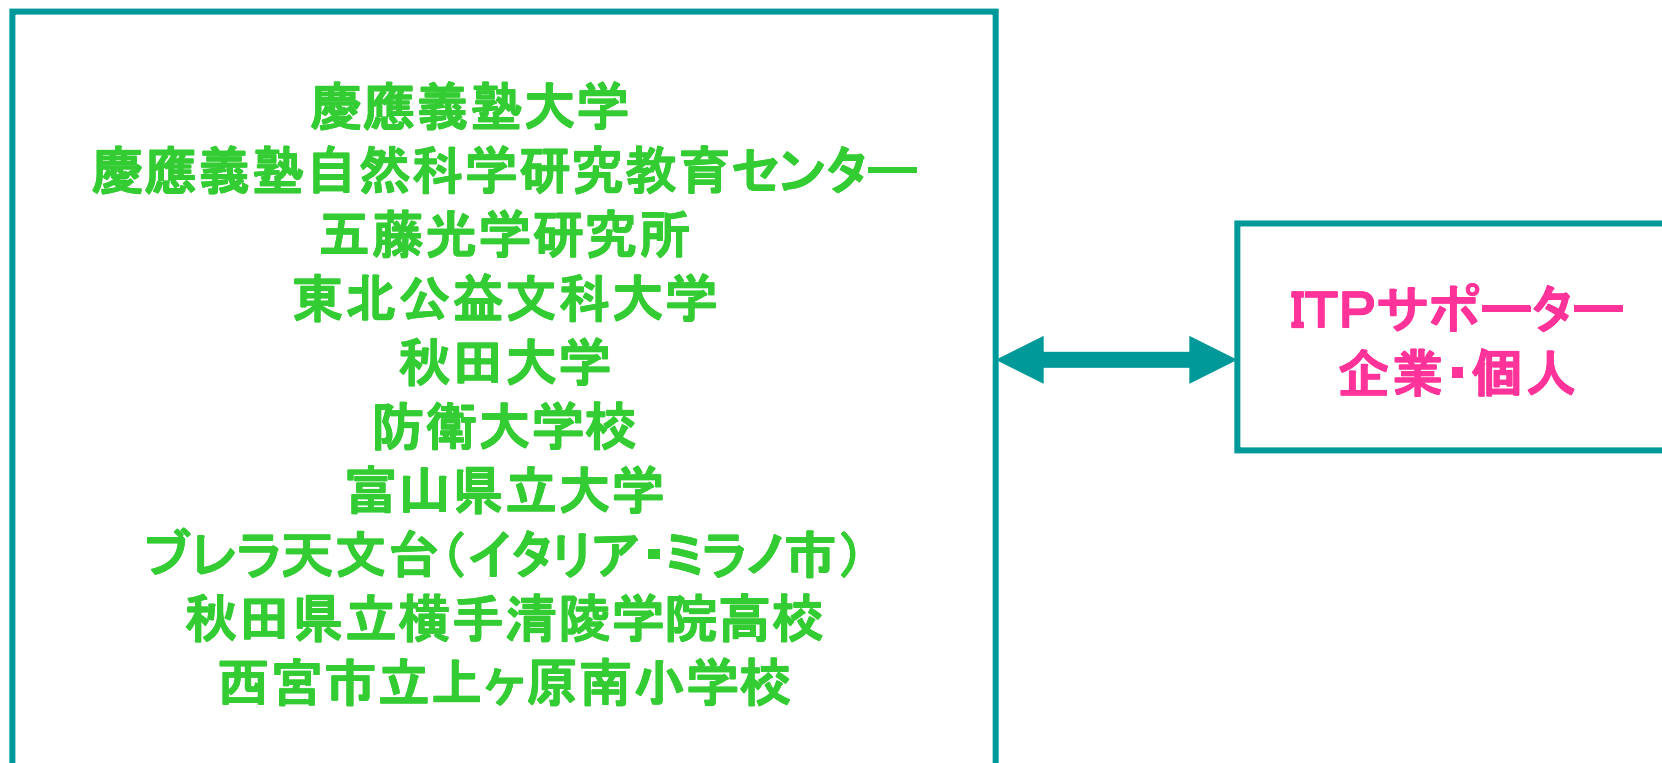 慶應義塾大学
慶應義塾自然科学研究教育センター
五藤光学研究所
東北公益文科大学
秋田大学
防衛大学校
富山県立大学
ブレラ天文台（イタリア・ミラノ市）
秋田県立横手清陵学院高校
西宮市立上ヶ原南小学校
ITPサポーター
企業・個人